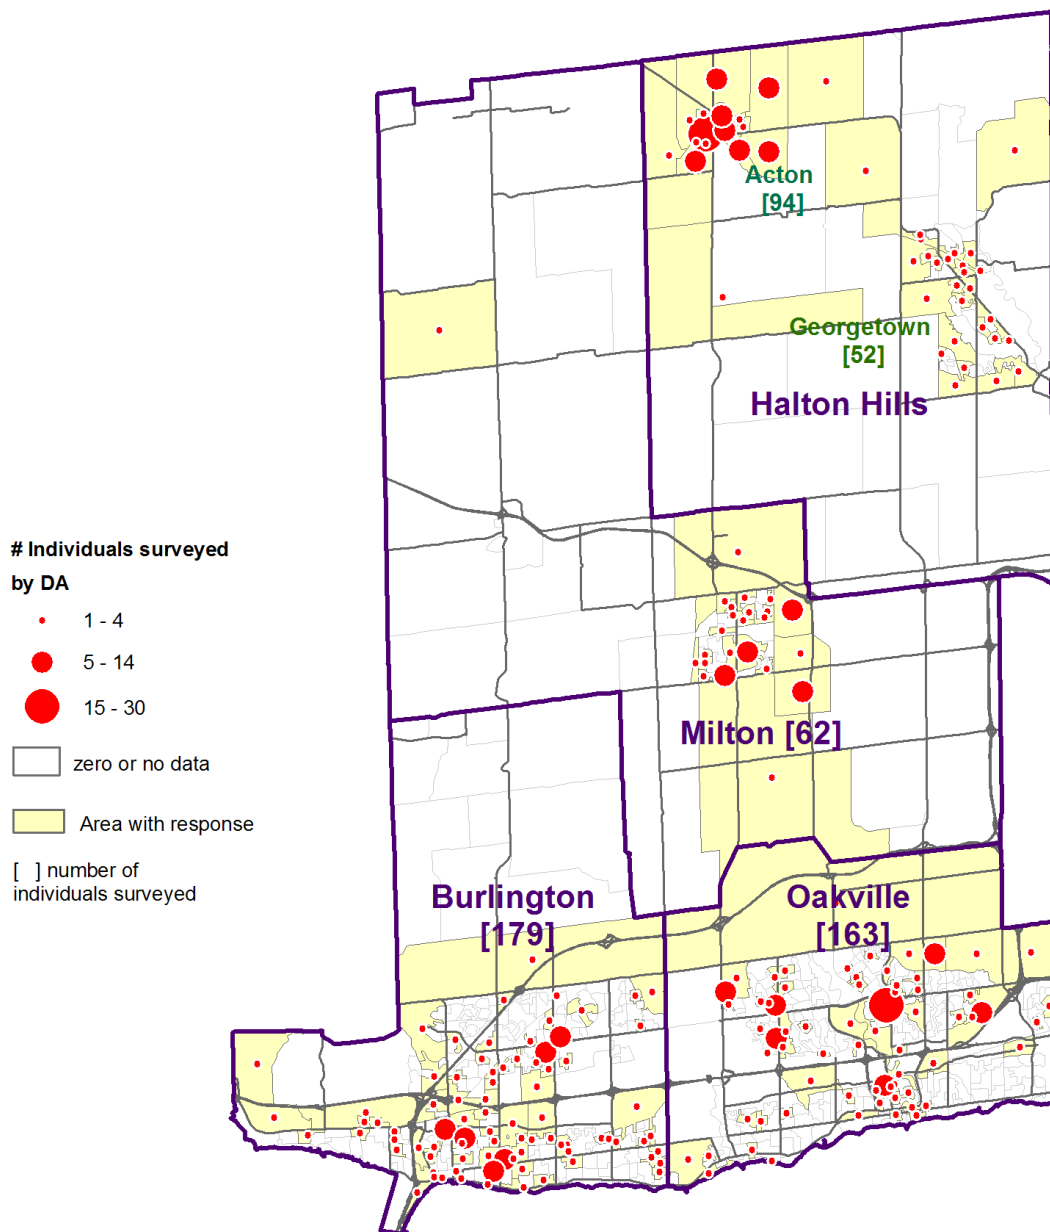 Acton
[94]
Georgetown
[52]
Halton Hills
# Individuals surveyed
by DA
1 - 4
5 - 14
15 - 30
zero or no data
Area with response
[ ] number of
individuals surveyed
Milton [62]
Burlington
[179]
Oakville
[163]